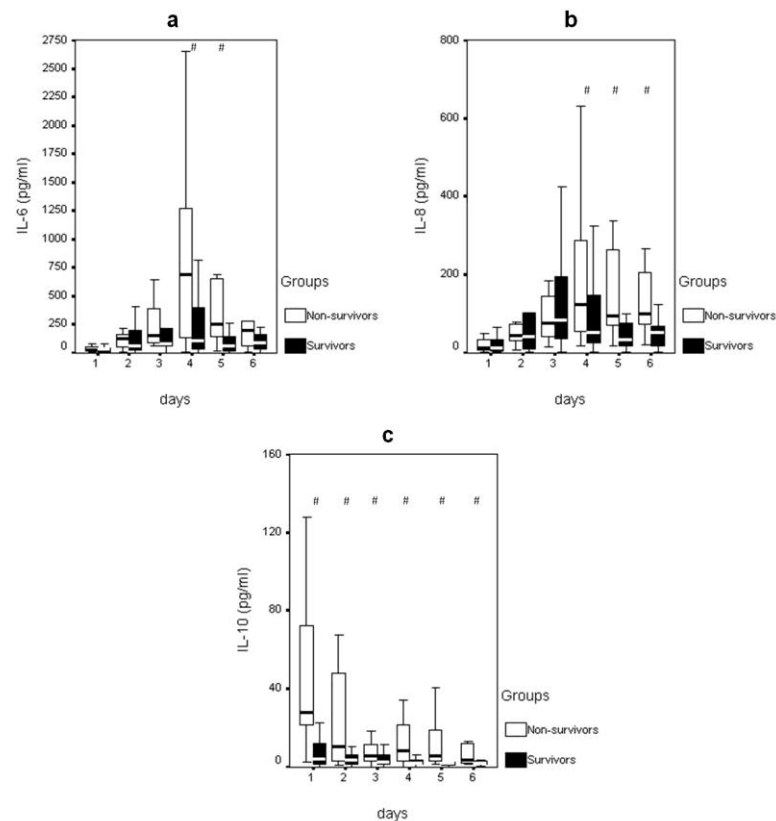 a
2750
2500
2250
2000
1750
1500
1250
1000
750
500
250
0
IL-6 (pg/ml)
# #
1 2 3 4 5 6
days
Groups
Non-survivors
Survivors
b
800
600
400
200
0
IL-8 (pg/ml)
# # #
1 2 3 4 5 6
days
Groups
Non-survivors
Survivors
c
160
120
80
40
0
IL-10 (pg/ml)
# # # # # #
1 2 3 4 5 6
days
Groups
Non-survivors
Survivors